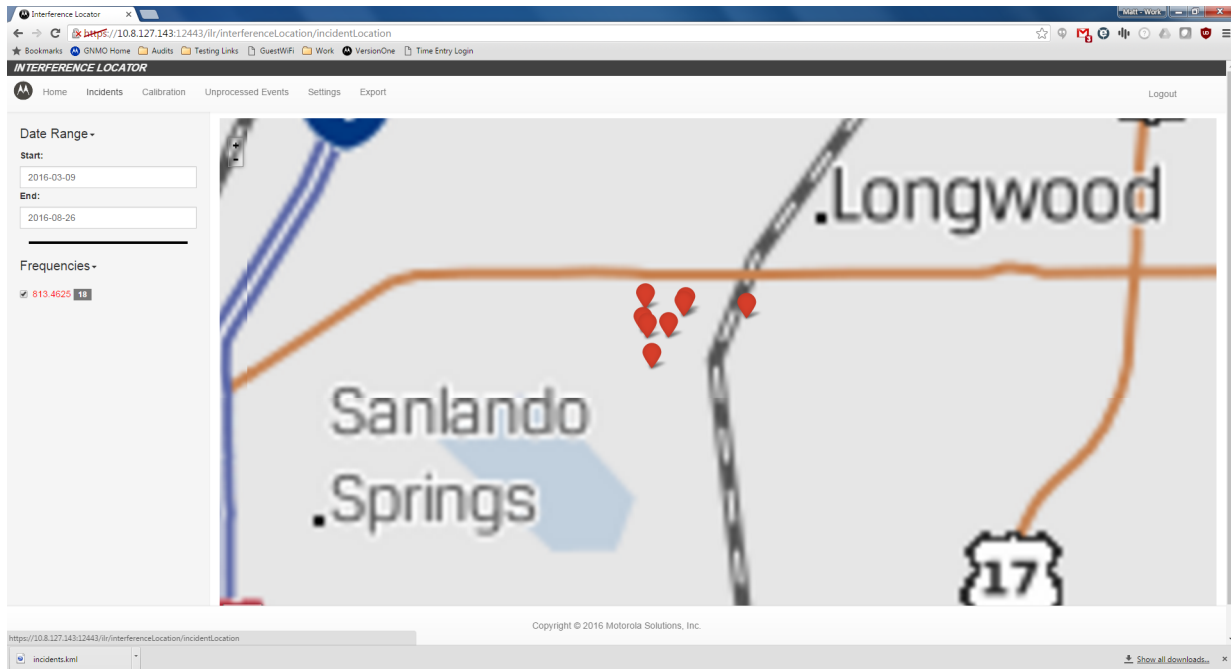 Interference Locator
Matt - Work
https://10.8.127.143:12443/ilr/interferenceLocation/incidentLocation
Bookmarks GNMO Home Audits Testing Links GuestWiFi Work VersionOne Time Entry Login
INTERFERENCE LOCATOR
Home Incidents Calibration Unprocessed Events Settings Export Logout
Date Range
Start:
2016-03-09
End:
2016-08-26
Frequencies
813.4625 18
+
-
Longwood
Sanlando
Springs
17
Copyright © 2016 Motorola Solutions, Inc.
https://10.8.127.143:12443/ilr/interferenceLocation/incidentLocation
incidents.kml
Show all downloads...